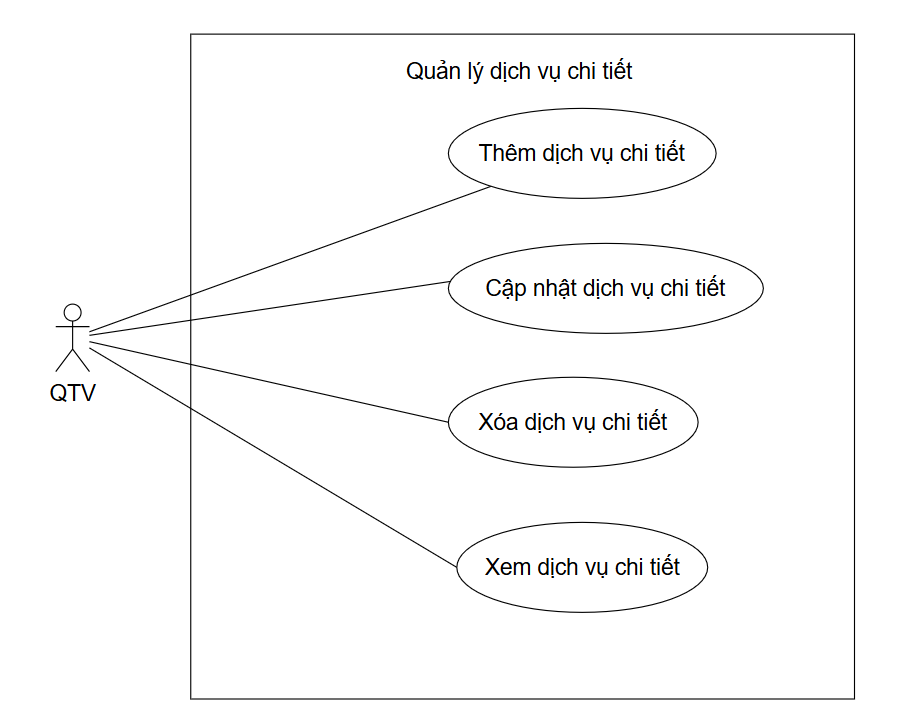 Quản lý dịch vụ chi tiết
Thêm dịch vụ chi tiết
Cập nhật dịch vụ chi tiết
QTV
Xóa dịch vụ chi tiết
Xem dịch vụ chi tiết